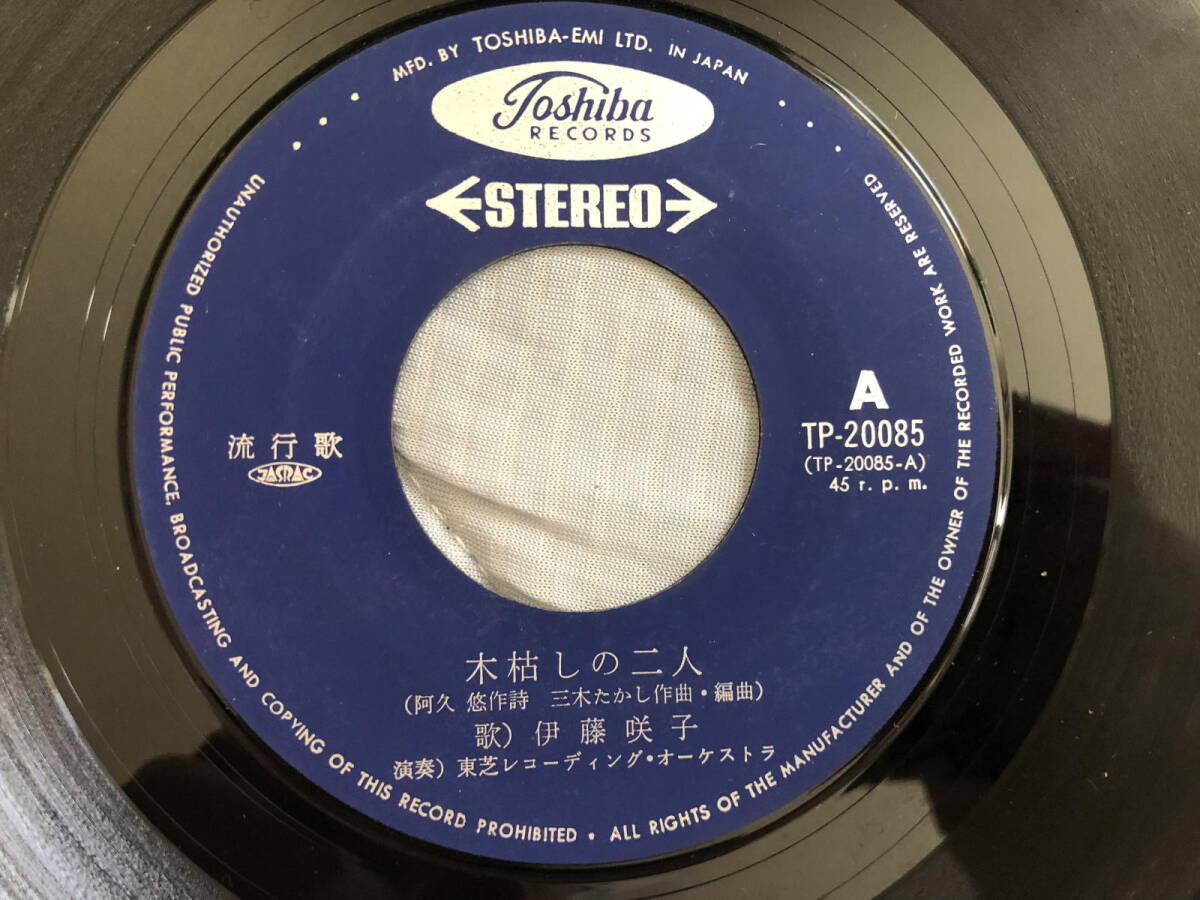 MFD. BY TOSHIBA-EMI LTD. IN JAPAN
Toshiba
RECORDS
STEREO
流行歌
JASRAC
A
TP-20085
(TP-20085-A)
45 r. p. m.
木枯しの二人
(阿久 悠作詩 三木たかし作曲・編曲)
歌) 伊藤咲子
演奏) 東芝レコーディング・オーケストラ
UNAUTHORIZED PUBLIC PERFORMANCE, BROADCASTING AND COPYING OF THIS RECORD PROHIBITED • ALL RIGHTS OF THE MANUFACTURER AND OF THE OWNER OF THE RECORDED WORK ARE RESERVED